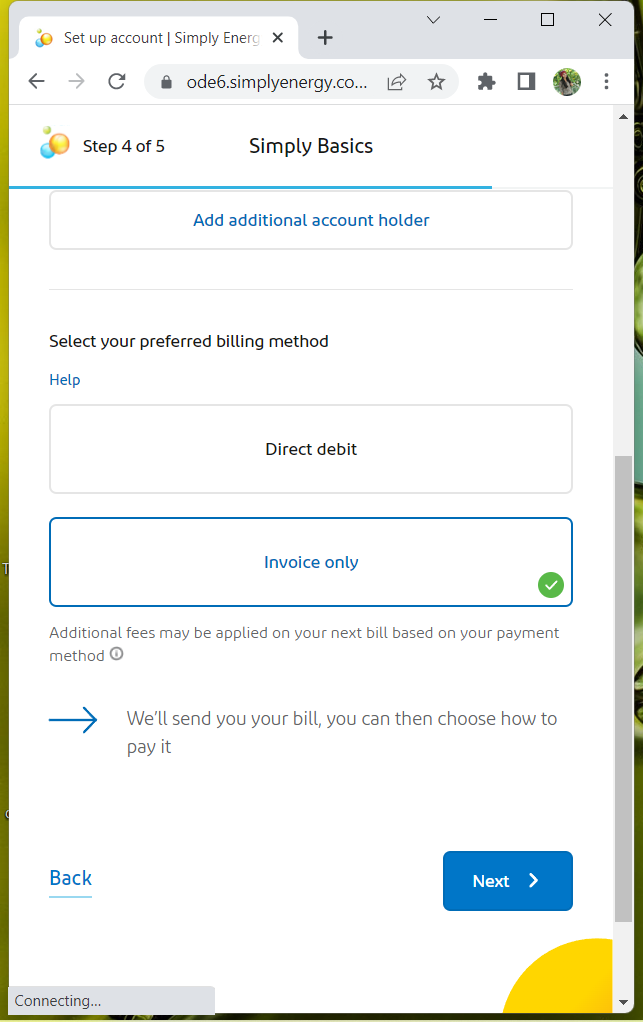 Set up account | Simply Energ
ode6.simplyenergy.co...
Step 4 of 5
Simply Basics
Add additional account holder
Select your preferred billing method
Help
Direct debit
Invoice only
Additional fees may be applied on your next bill based on your payment
method
We'll send you your bill, you can then choose how to
pay it
Back
Next
Connecting...